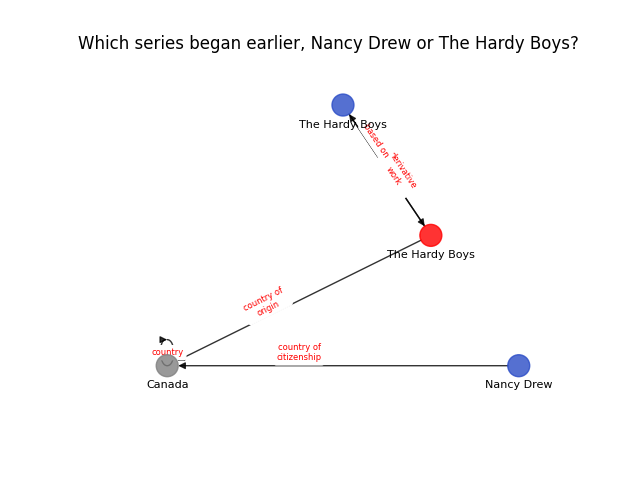 Which series began earlier, Nancy Drew or The Hardy Boys?
The Hardy Boys
based on
derivative
work
The Hardy Boys
country of
origin
country
country of
citizenship
Canada
Nancy Drew